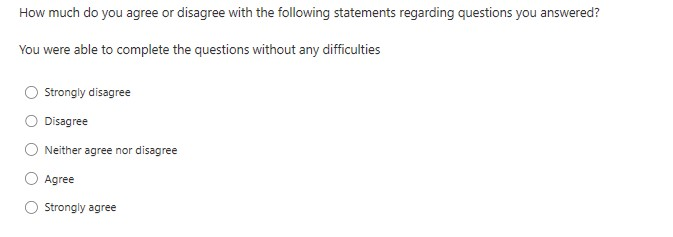 How much do you agree or disagree with the following statements regarding questions you answered?
You were able to complete the questions without any difficulties
Strongly disagree
Disagree
Neither agree nor disagree
Agree
Strongly agree